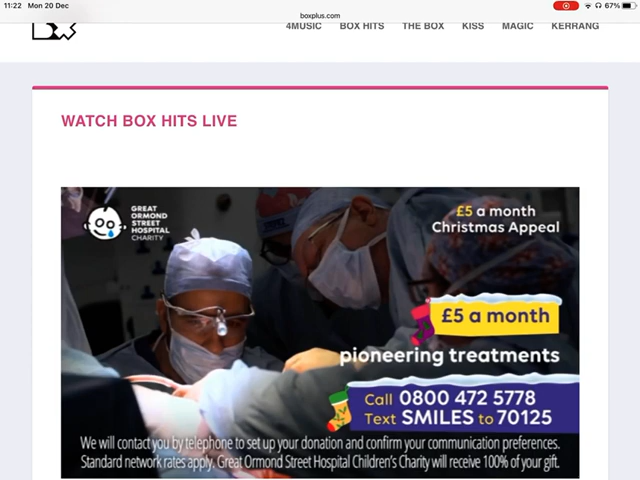 11:22 Mon 20 Dec
67%
boxplus.com
4MUSIC BOX HITS THE BOX KISS MAGIC KERRANG
WATCH BOX HITS LIVE
GREAT
ORMOND
STREET
HOSPITAL
CHARITY
£5 a month
Christmas Appeal
£5 a month
pioneering treatments
Call 0800 472 5778
Text SMILES to 70125
We will contact you by telephone to set up your donation and confirm your communication preferences.
Standard network rates apply. Great Ormond Street Hospital Children's Charity will receive 100% of your gift.